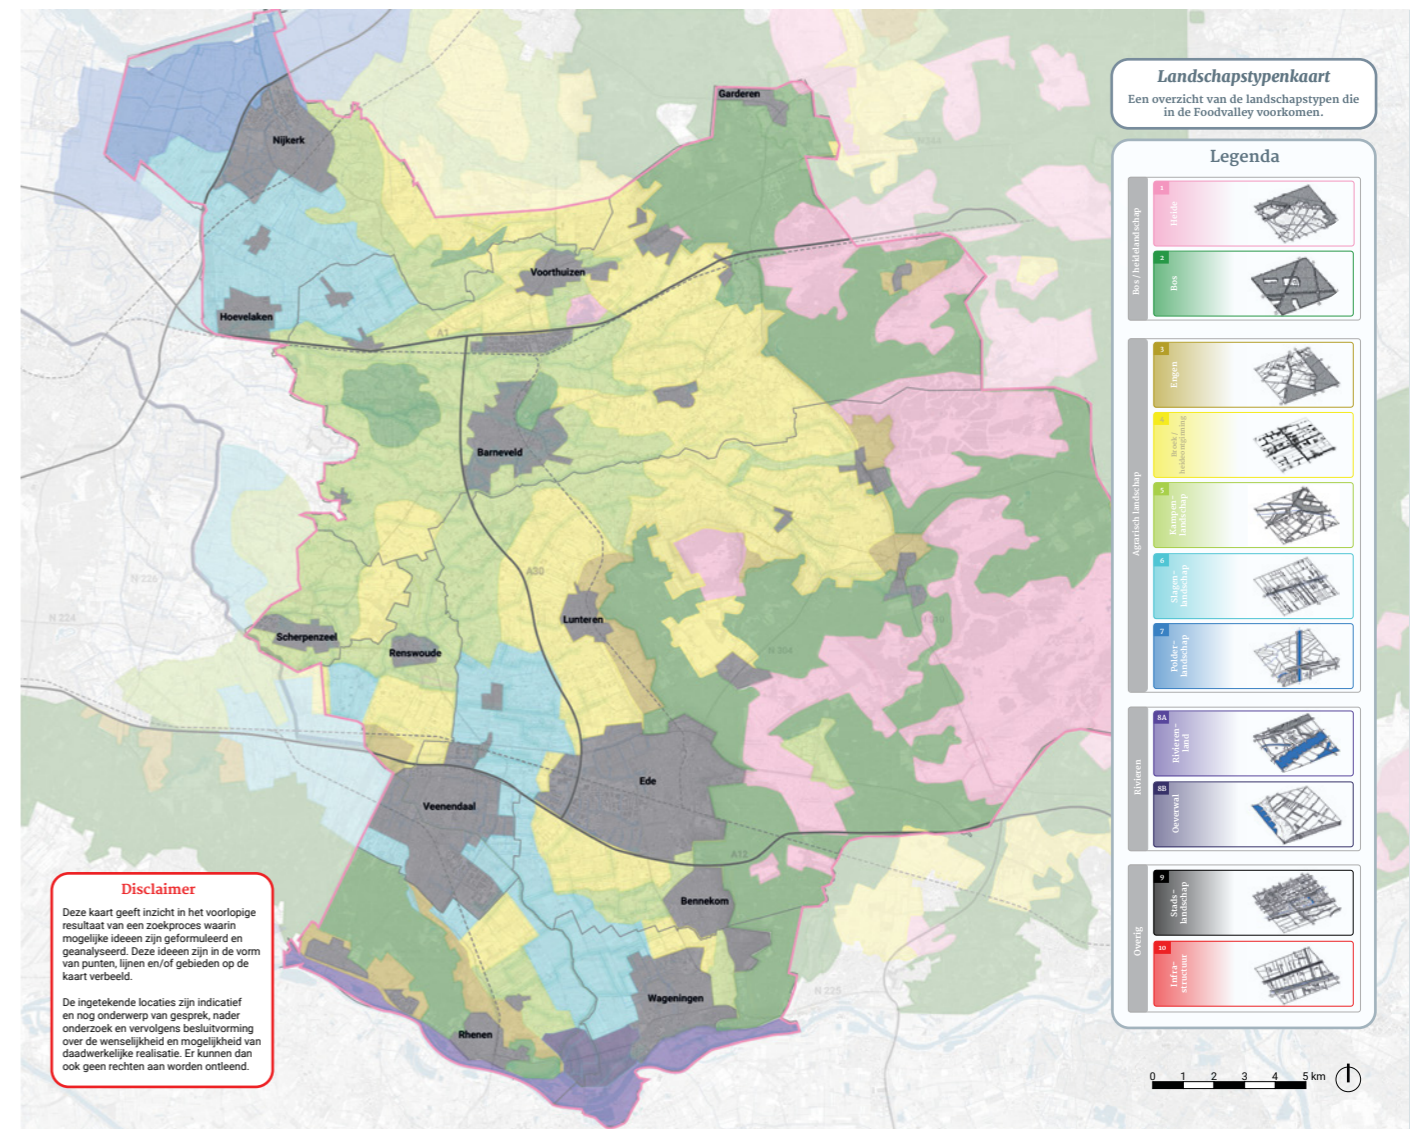 Landschapstypenkaart
Een overzicht van de landschapstypen die
in de Foodvalley voorkomen.
Legenda
Bos / heidelandschap
1
Heide
2
Bos
Agrarisch landschap
3
Engen
4
Broek /
heideontginning
5
Kampen-
landschap
6
Slagen-
landschap
7
Polder-
landschap
Rivieren
8A
Rivieren-
land
8B
Oeverwal
Overig
9
Stads-
landschap
10
Infra-
structuur
Garderen
Nijkerk
Voorthuizen
Hoevelaken
A1
Barneveld
A30
N 226
N 224
Lunteren
Scherpenzeel
Renswoude
N 304
Ede
Veenendaal
A12
Bennekom
Wageningen
N 225
Rhenen
Disclaimer
Deze kaart geeft inzicht in het voorlopige
resultaat van een zoekproces waarin
mogelijke ideeen zijn geformuleerd en
geanalyseerd. Deze ideeen zijn in de vorm
van punten, lijnen en/of gebieden op de
kaart verbeeld.
De ingetekende locaties zijn indicatief
en nog onderwerp van gesprek, nader
onderzoek en vervolgens besluitvorming
over de wenselijkheid en mogelijkheid van
daadwerkelijke realisatie. Er kunnen dan
ook geen rechten aan worden ontleend.
0 1 2 3 4 5 km